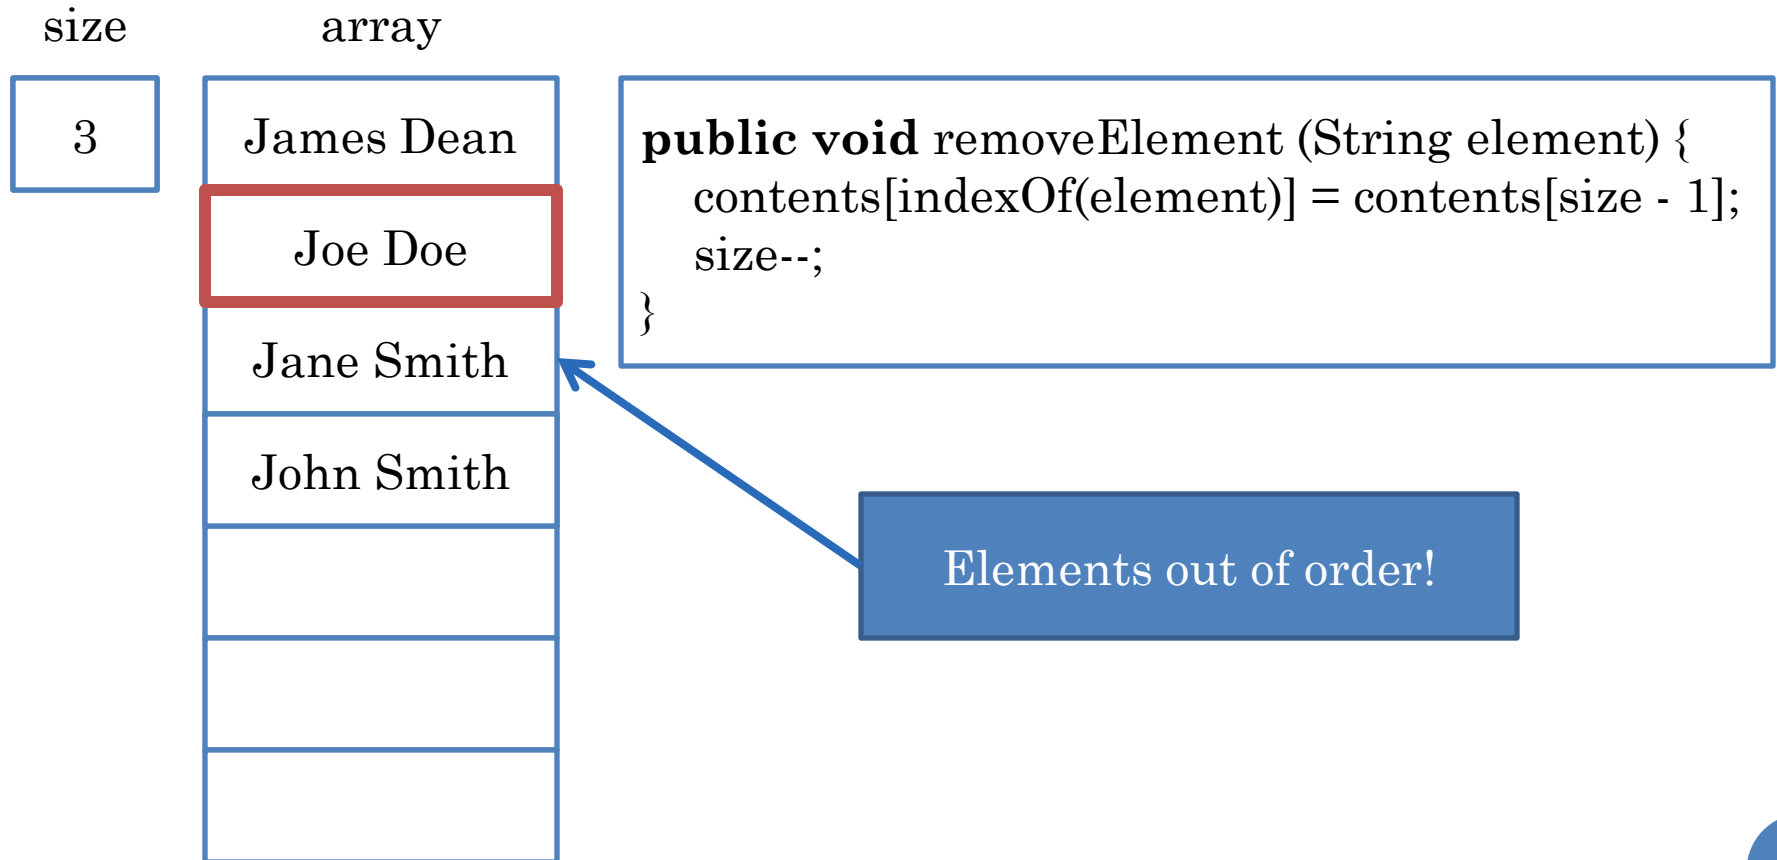 size
array
3
James Dean
Joe Doe
Jane Smith
John Smith
public void removeElement (String element) {
contents[indexOf(element)] = contents[size - 1];
size--;
}
Elements out of order!